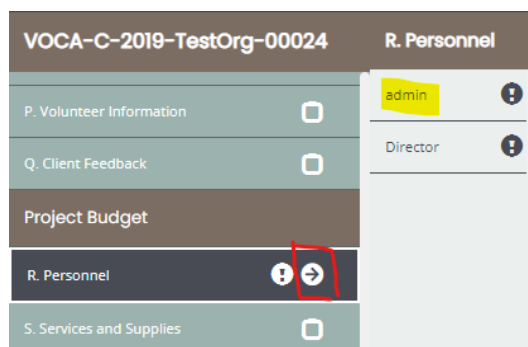 VOCA-C-2019-TestOrg-00024
P. Volunteer Information
Q. Client Feedback
Project Budget
R. Personnel
S. Services and Supplies
R. Personnel
admin
Director